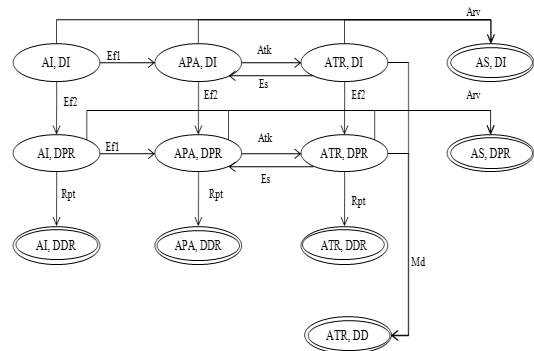 Arv
AI, DI
Ef1
APA, DI
Atk
ATR, DI
AS, DI
Es
Ef2
Ef2
Ef2
Arv
AI, DPR
Ef1
APA, DPR
Atk
ATR, DPR
AS, DPR
Es
Rpt
Rpt
Rpt
AI, DDR
APA, DDR
ATR, DDR
Md
ATR, DD